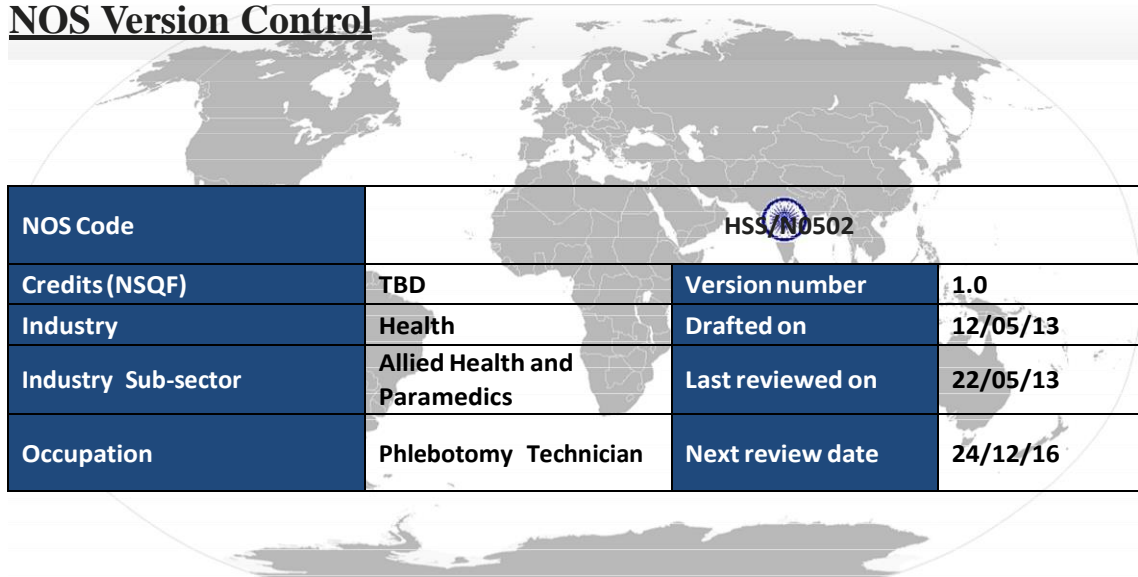 NOS Version Control
NOS Code HSS/N0502
Credits (NSQF) TBD Version number 1.0
Industry Health Drafted on 12/05/13
Industry Sub-sector Allied Health and Paramedics Last reviewed on 22/05/13
Occupation Phlebotomy Technician Next review date 24/12/16